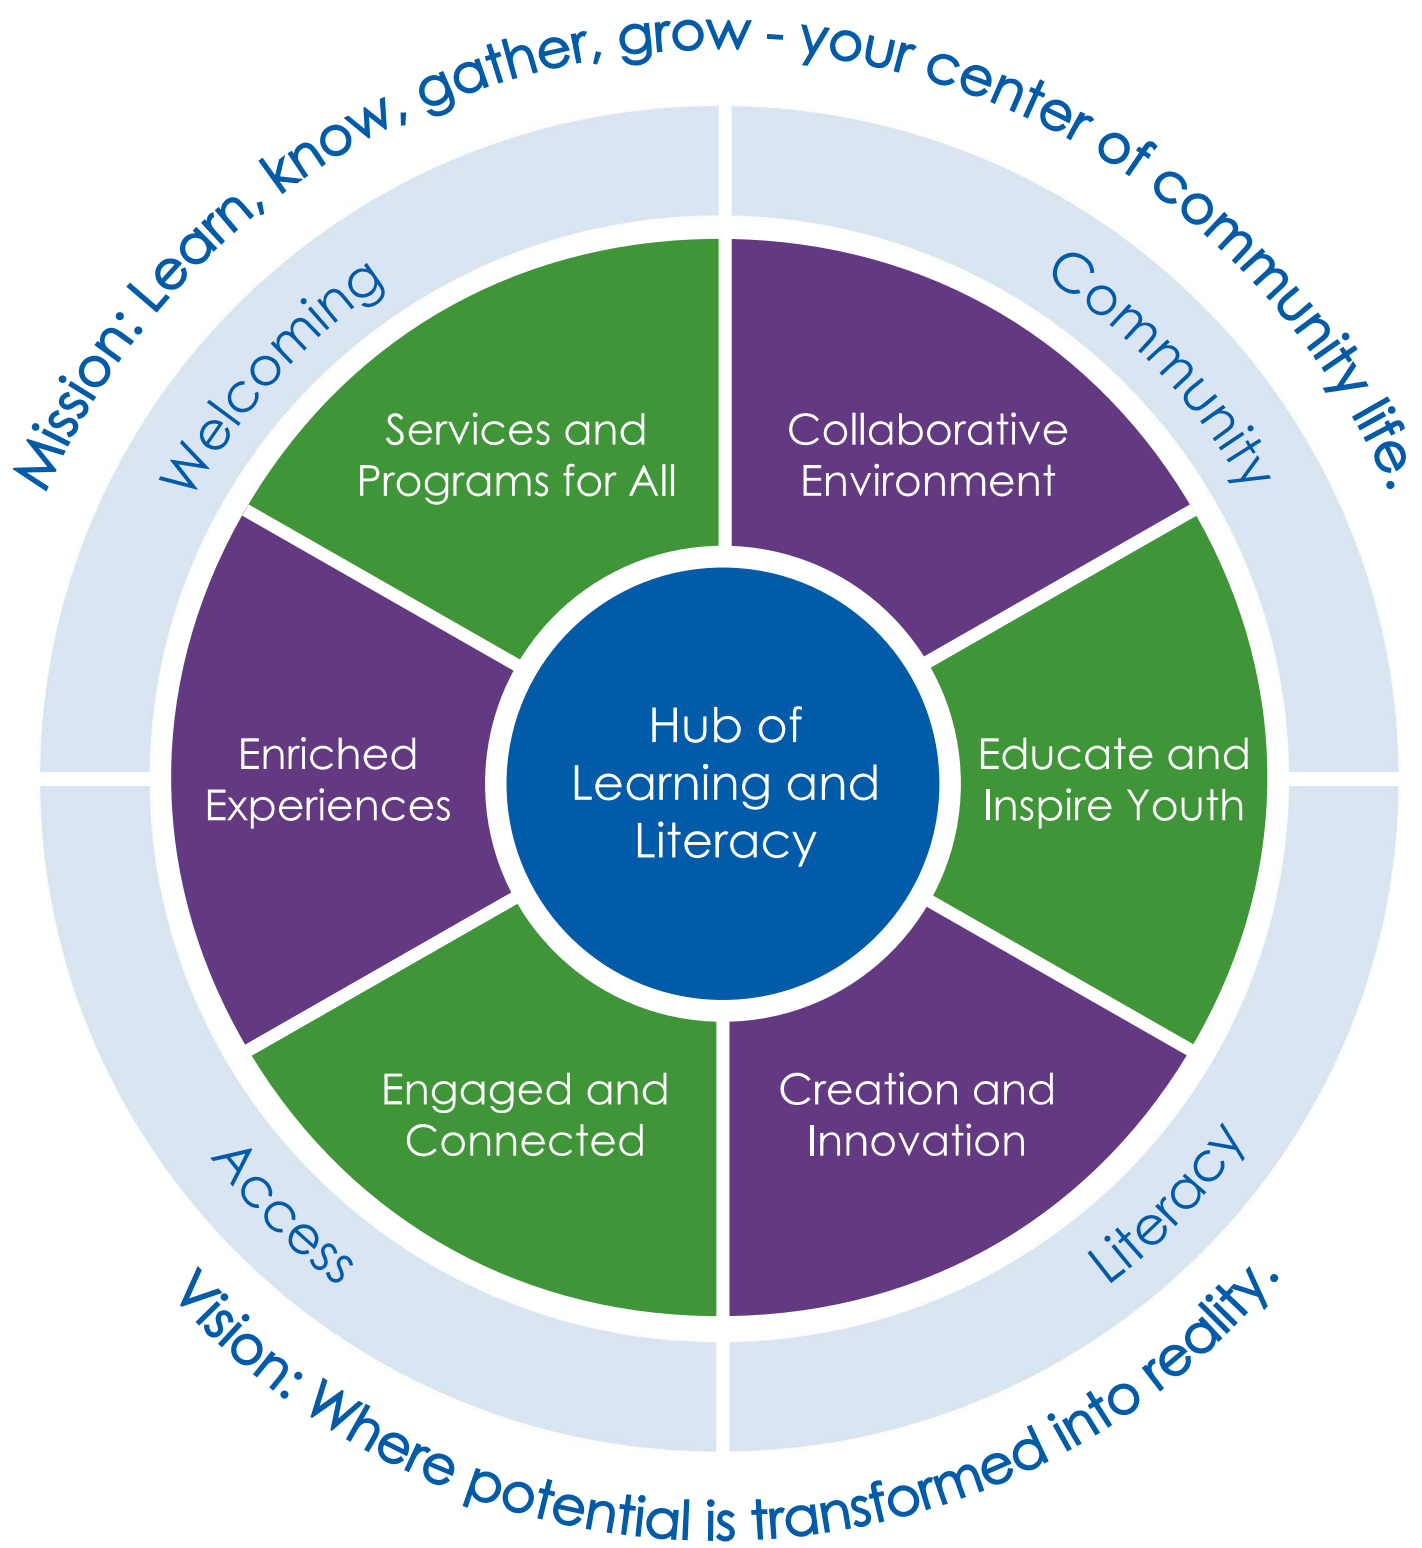 Mission: Learn, know, gather, grow - your center of community life.
Welcoming
Community
Services and
Programs for All
Collaborative
Environment
Enriched
Experiences
Hub of
Learning and
Literacy
Educate and
Inspire Youth
Engaged and
Connected
Creation and
Innovation
Access
Literacy
Vision: Where potential is transformed into reality.